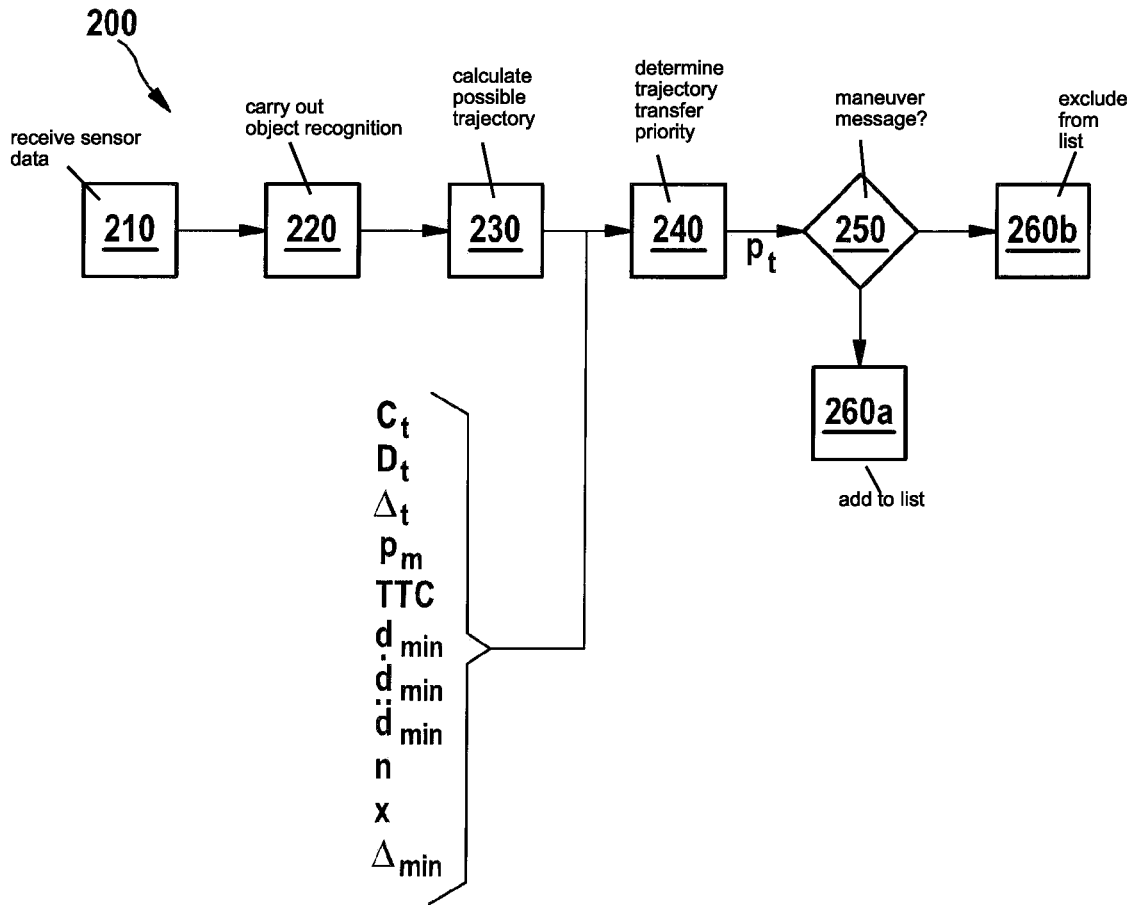 200
receive sensor
data
210
carry out
object recognition
220
calculate
possible
trajectory
230
determine
trajectory
transfer
priority
240
p_t
maneuver
message?
250
exclude
from
list
260b
260a
add to list
C_t
D_t
Δ_t
p_m
TTC
d_min
ḋ_min
d̈_min
n
x
Δ_min